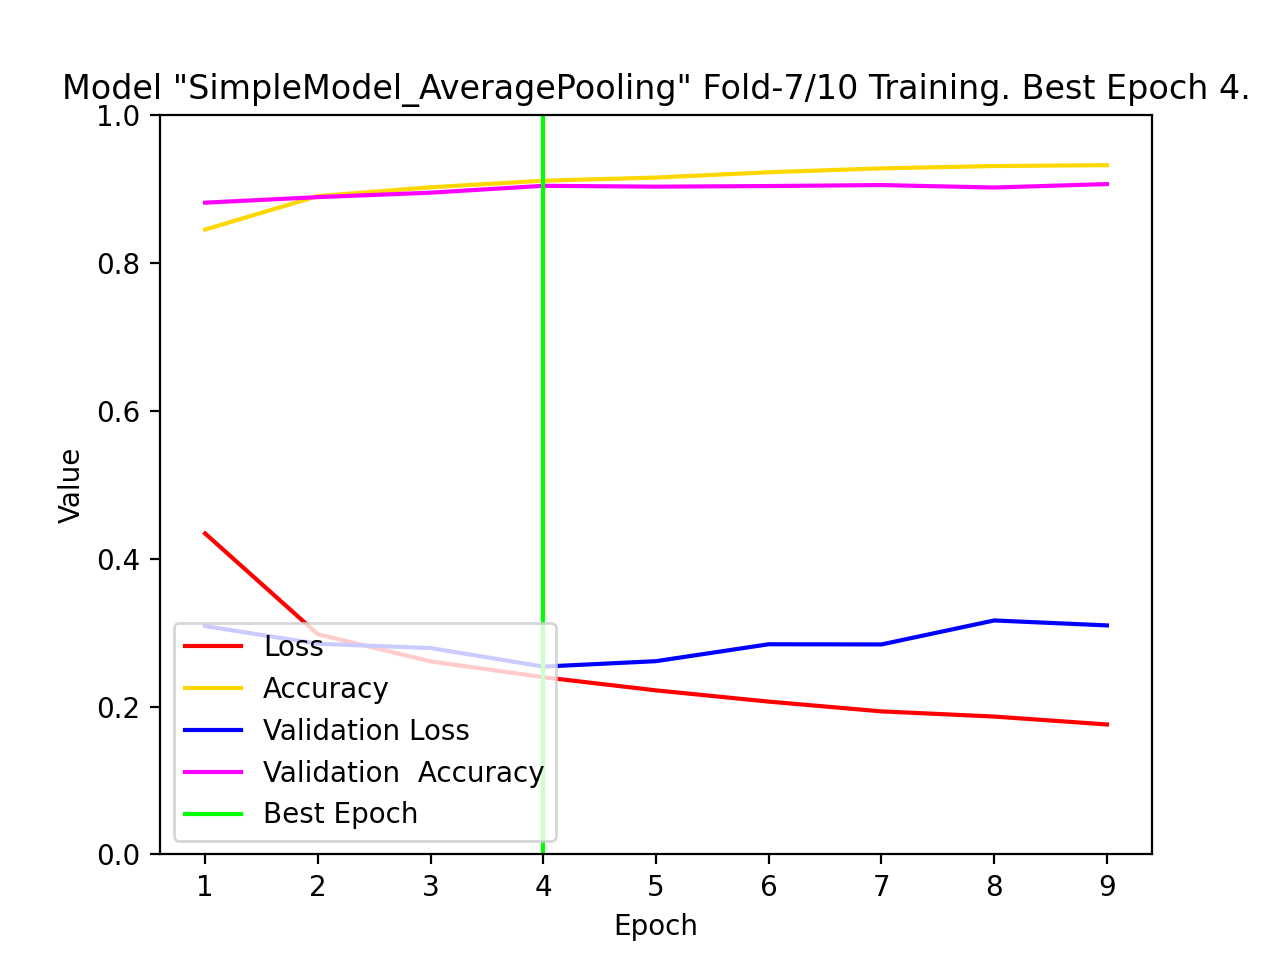 Model "SimpleModel_AveragePooling" Fold-7/10 Training. Best Epoch 4.
1.0
0.8
0.6
0.4
0.2
0.0
Value
Loss
Accuracy
Validation Loss
Validation  Accuracy
Best Epoch
1 2 3 4 5 6 7 8 9
Epoch